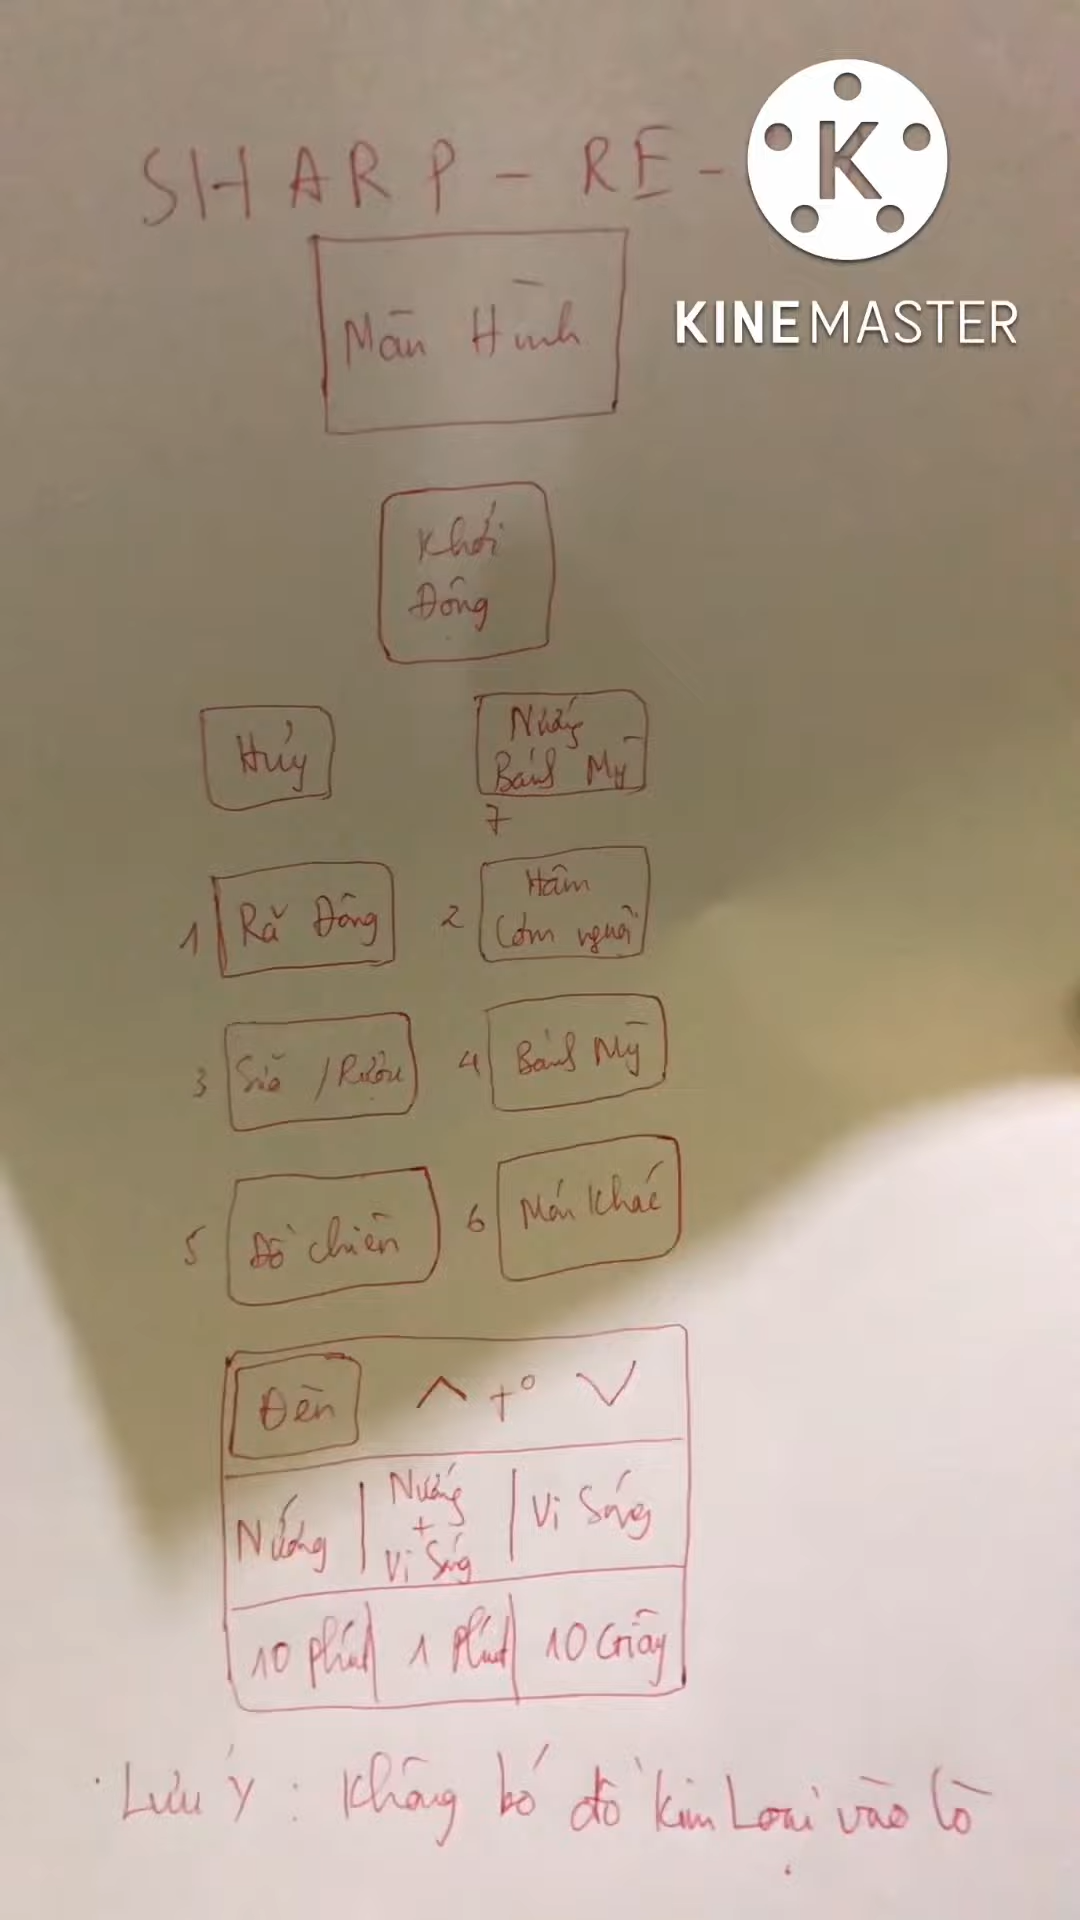 SHARP - RE -
KINEMASTER
Màn Hình
Khởi
Động
Hủy
Nướng
Bánh Mỳ
7
1 Rã Đông
2 Hâm
Cơm nguội
3 Sữa / Rượu
4 Bánh Mỳ
5 Đồ chiên
6 Món Khác
Đèn ∧ t° ∨
Nướng | Nướng + Vi Sóng | Vi Sóng
10 phút | 1 Phút | 10 Giây
Lưu ý : Không bỏ đồ kim Loại vào lò